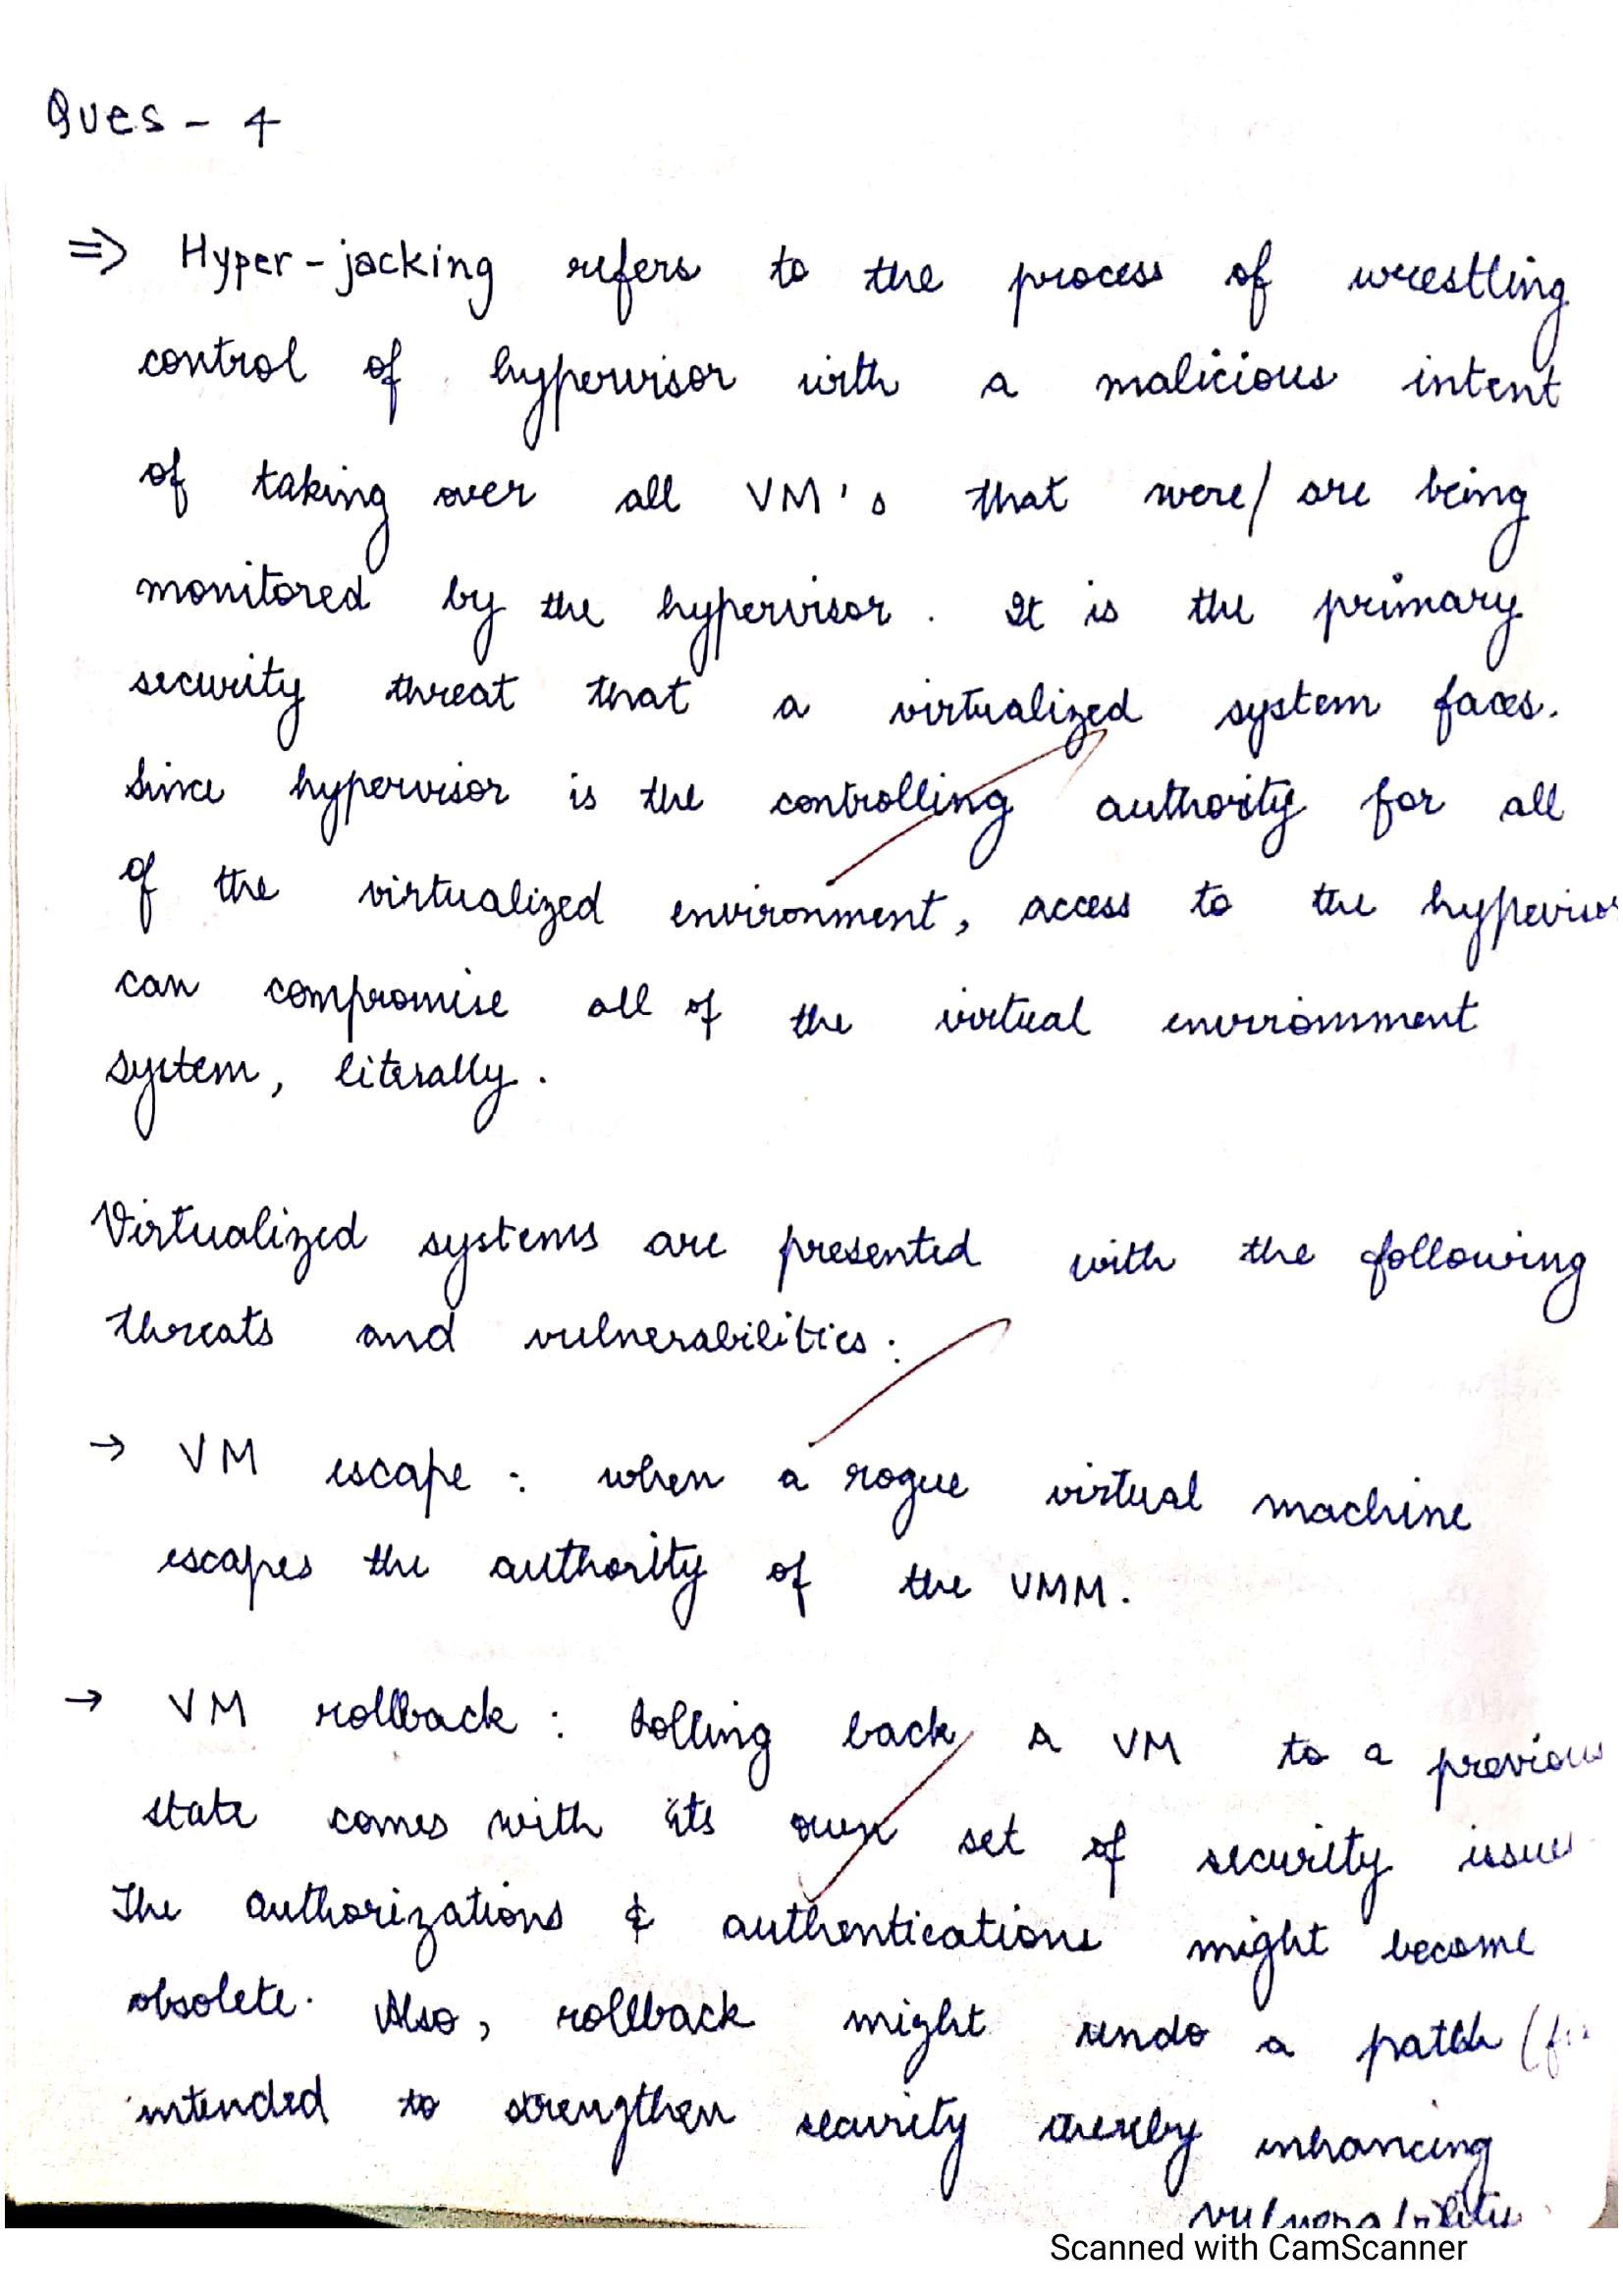 Ques - 4
⇒ Hyper-jacking refers to the process of wrestling
control of hypervisor with a malicious intent
of taking over all VM's that were/ are being
monitored by the hypervisor. It is the primary
security threat that a virtualized system faces.
Since hypervisor is the controlling authority for all
of the virtualized environment, access to the
can compromise all of the virtual environment
system, literally.
Virtualized systems are presented with the following
threats and vulnerabilities:
→ VM escape : when a rogue virtual machine
escapes the authority of the VMM.
→ VM rollback : Rolling back a VM to a previous
state comes with its own set of security issues
The authorizations & authentications might become
obsolete. Also, rollback might undo a patch
intended to strengthen security thereby enhancing
vulnerability.
Scanned with CamScanner